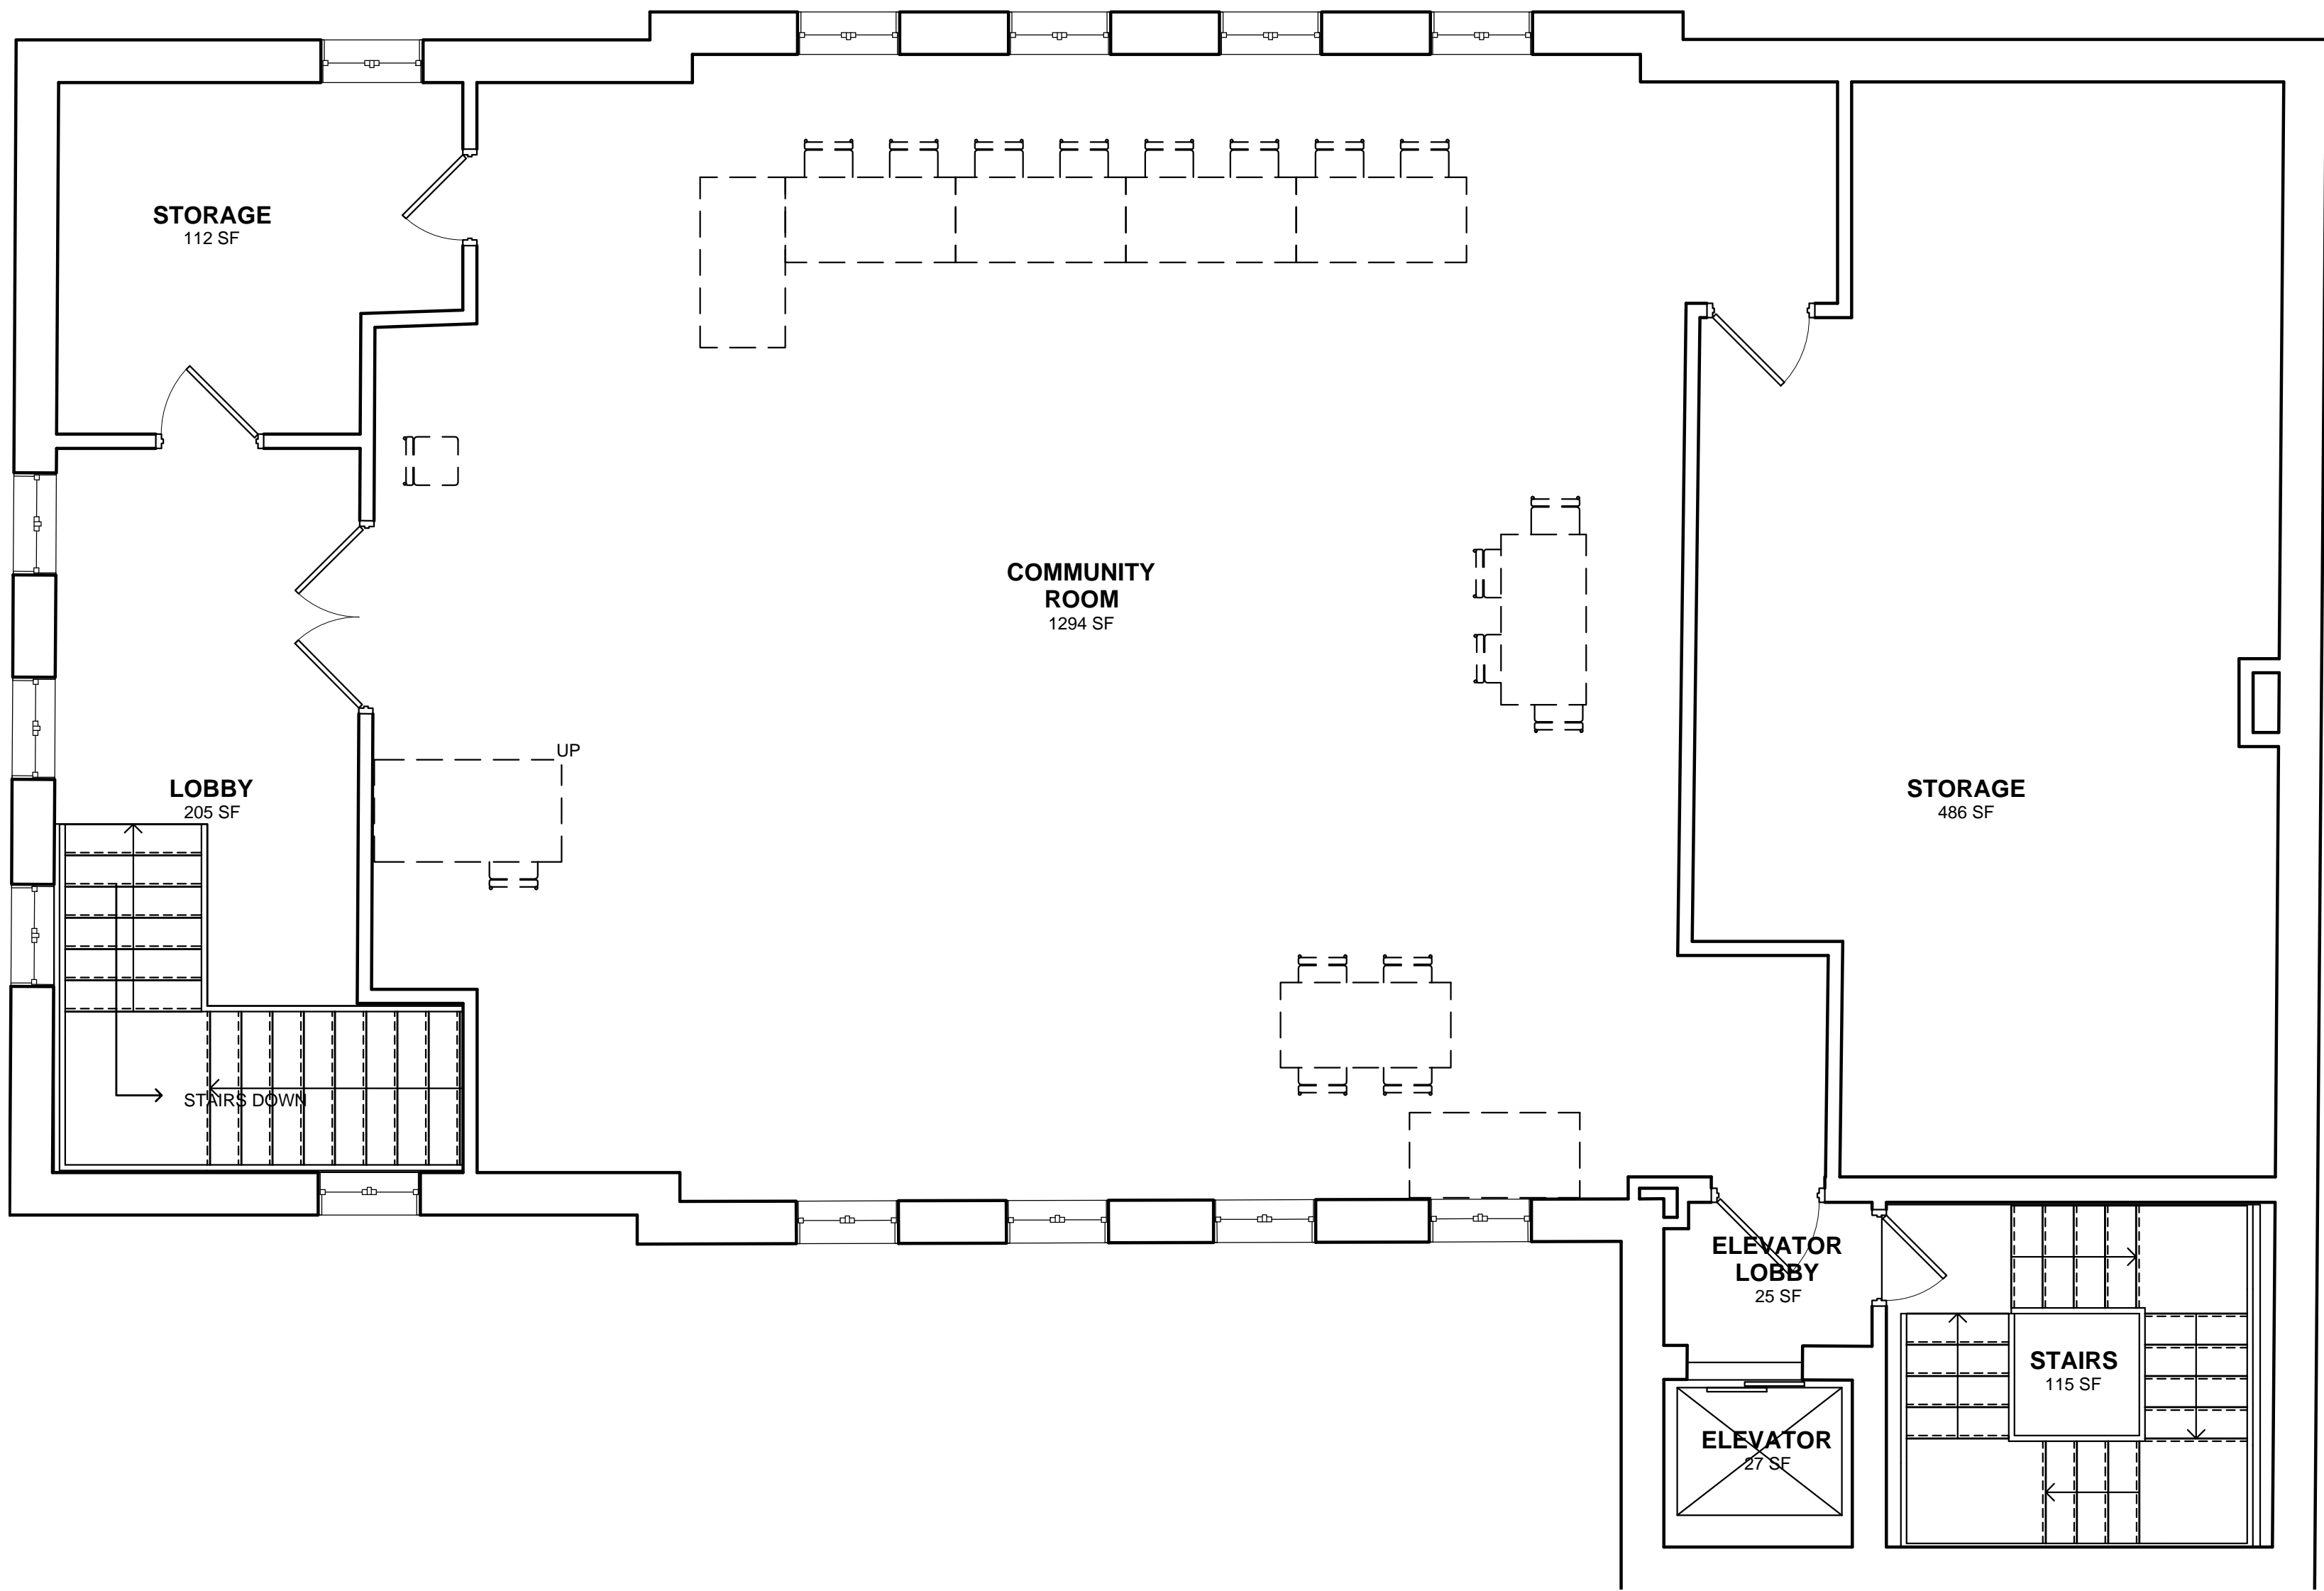 STORAGE
112 SF
COMMUNITY
ROOM
1294 SF
UP
LOBBY
205 SF
STORAGE
486 SF
STAIRS DOWN
ELEVATOR
LOBBY
25 SF
STAIRS
115 SF
ELEVATOR
27 SF